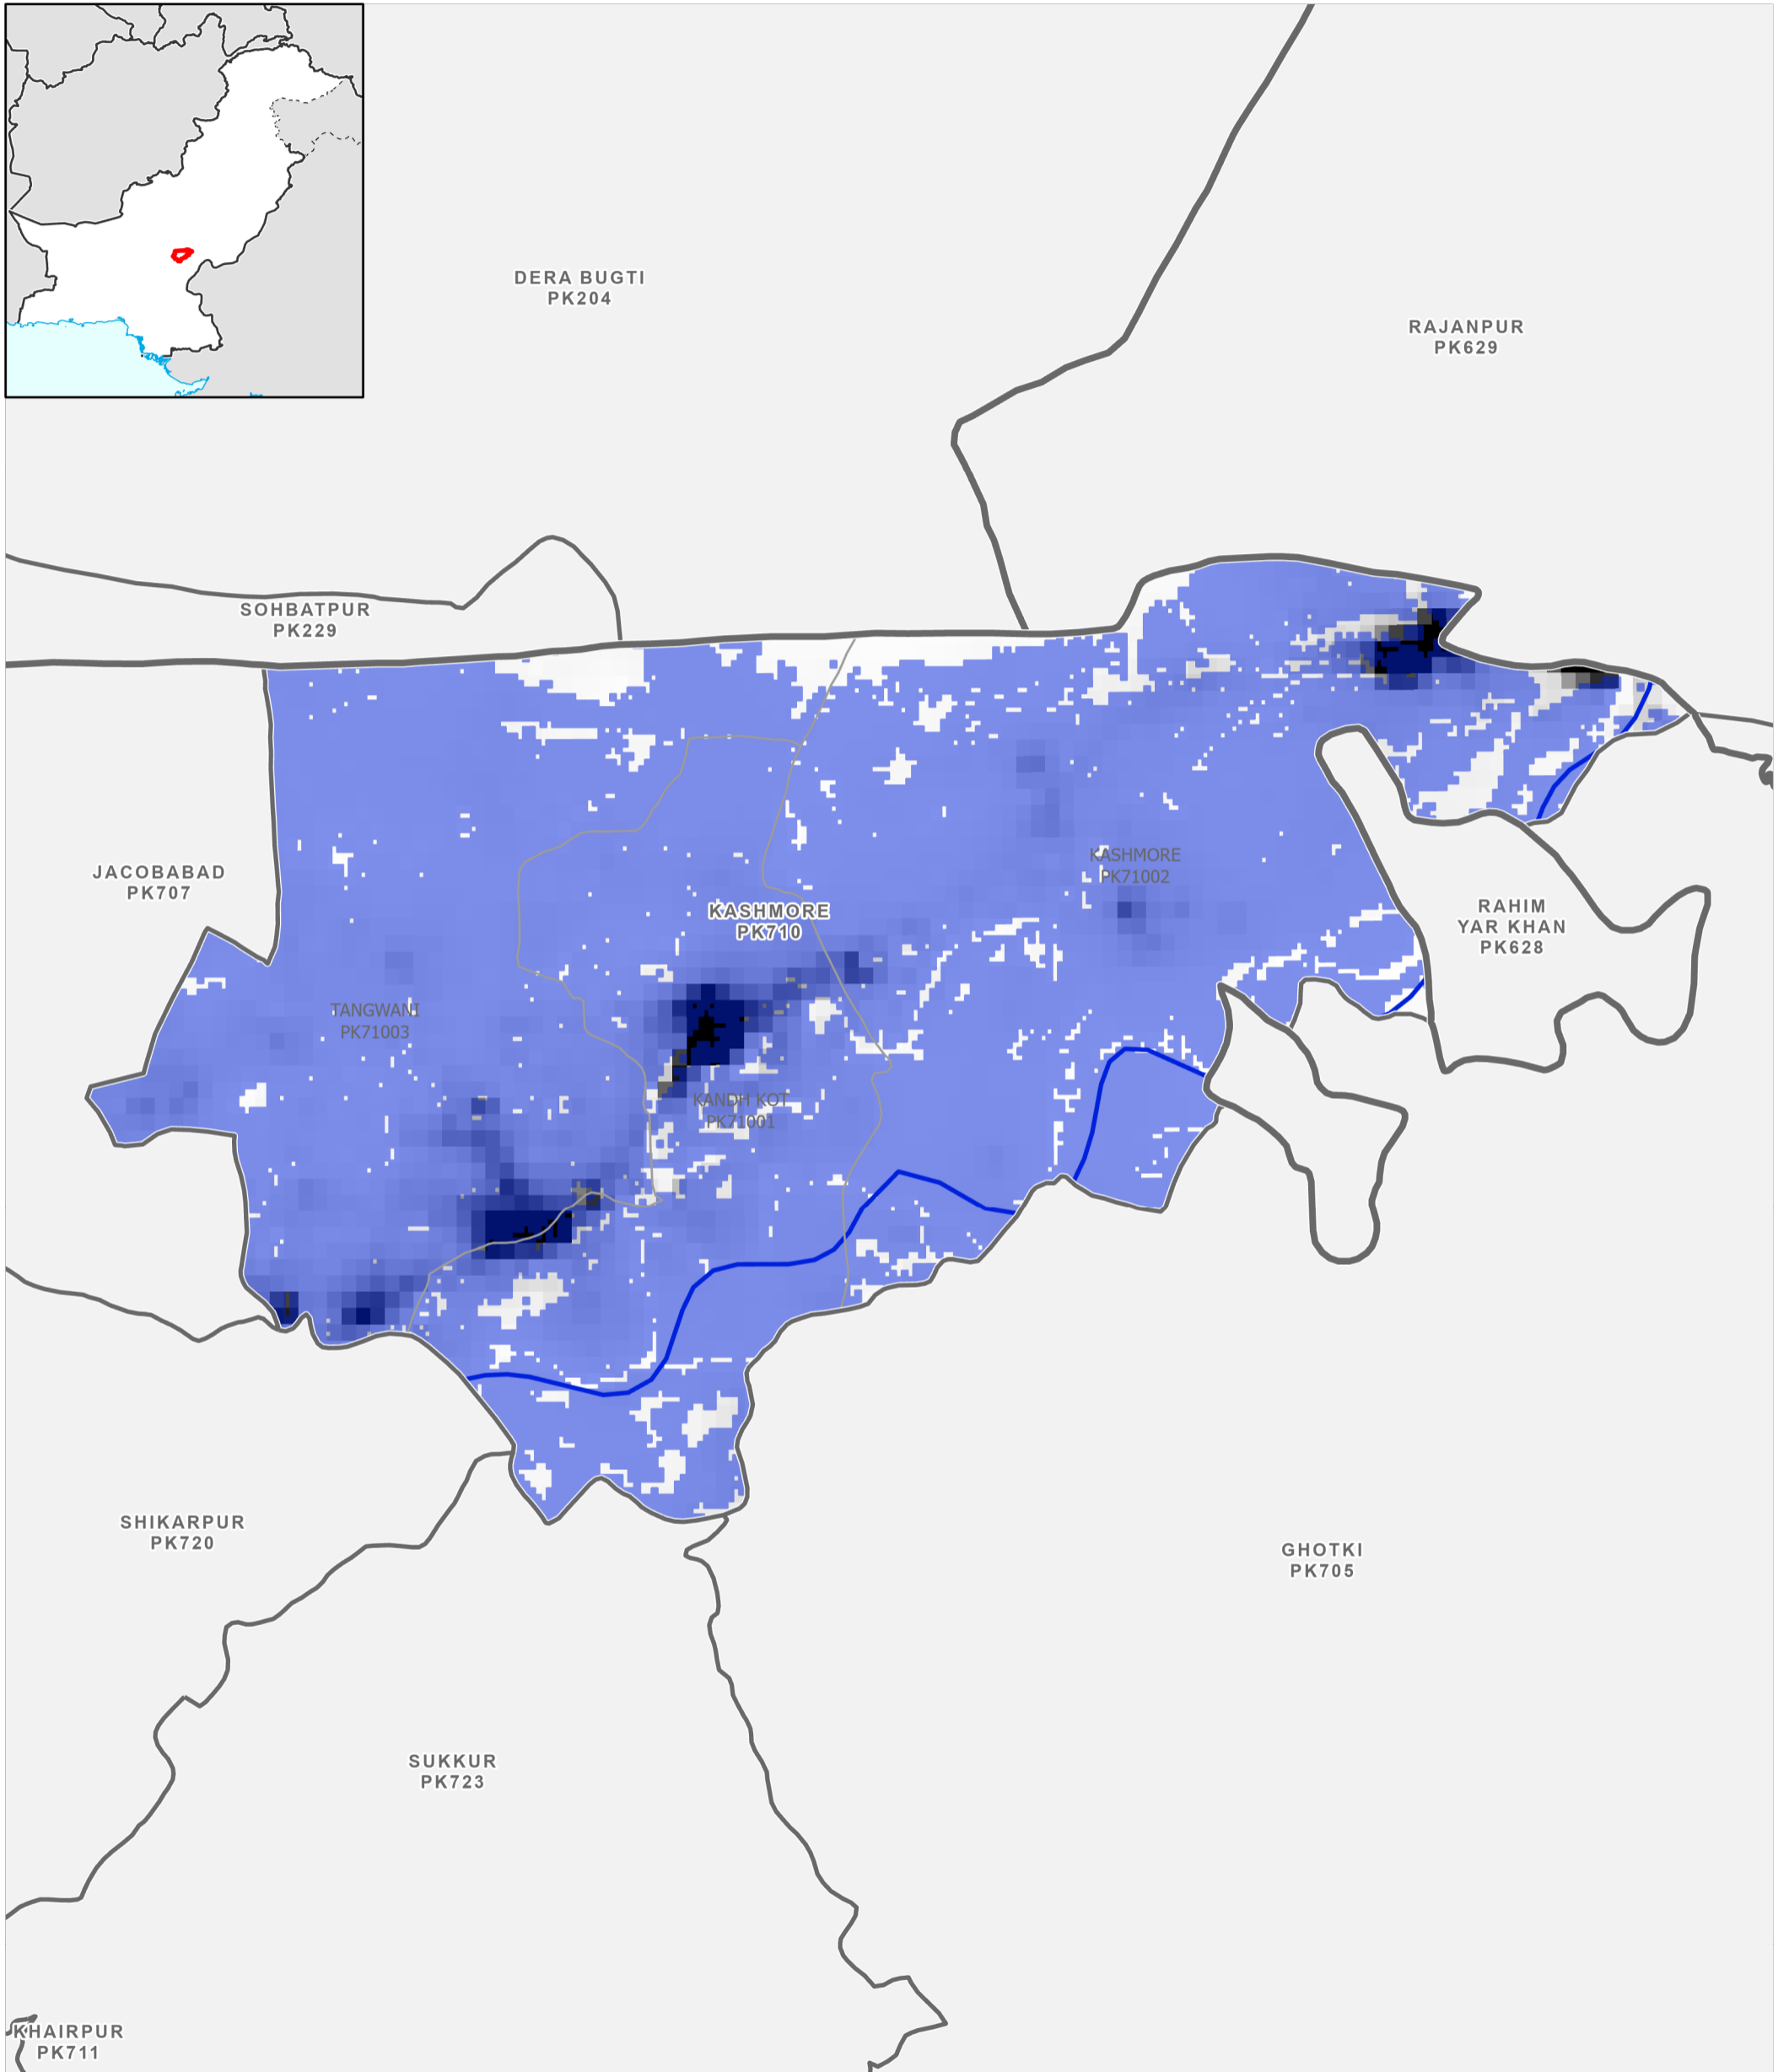 DERA BUGTI
PK204
RAJANPUR
PK629
SOHBATPUR
PK229
JACOBABAD
PK707
KASHMORE
PK71002
KASHMORE
PK710
RAHIM
YAR KHAN
PK628
TANGWANI
PK71003
KANDH KOT
PK71001
SHIKARPUR
PK720
GHOTKI
PK705
SUKKUR
PK723
KHAIRPUR
PK711